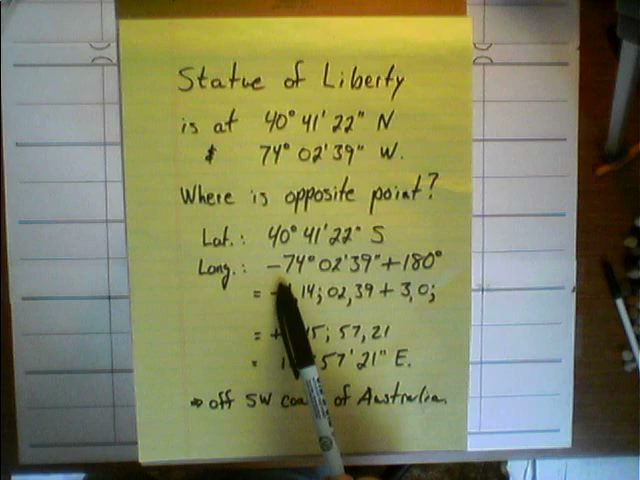 Statue of Liberty
is at 40° 41' 22" N
& 74° 02' 39" W.
Where is opposite point?
Lat.: 40° 41' 22" S
Long.: -74° 02' 39" + 180°
= 14; 02, 39 + 3, 0;
= 45; 57, 21
= 57' 21" E.
⇒ off SW of Australia.